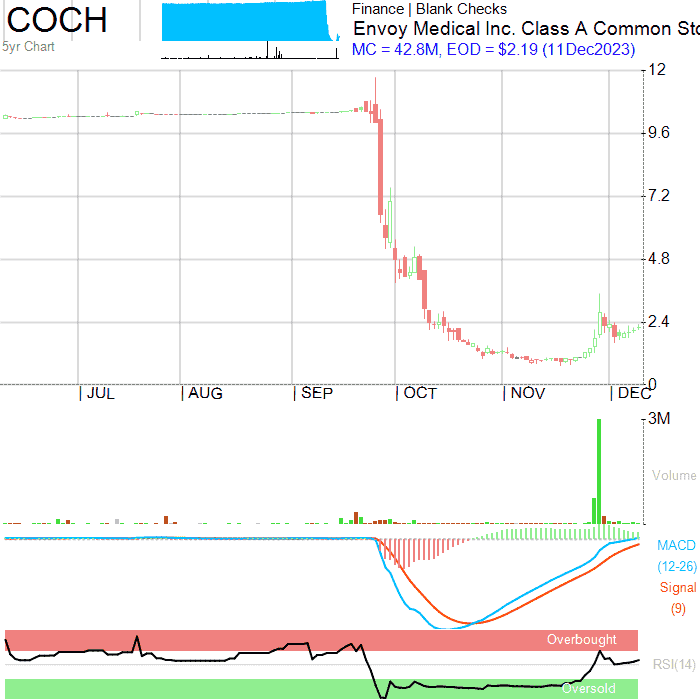 COCH
5yr Chart
Finance | Blank Checks
Envoy Medical Inc. Class A Common Sto
MC = 42.8M, EOD = $2.19 (11Dec2023)
12
9.6
7.2
4.8
2.4
0
JUL AUG SEP OCT NOV DEC
3M
Volume
MACD
(12-26)
Signal
(9)
Overbought
RSI(14)
Oversold